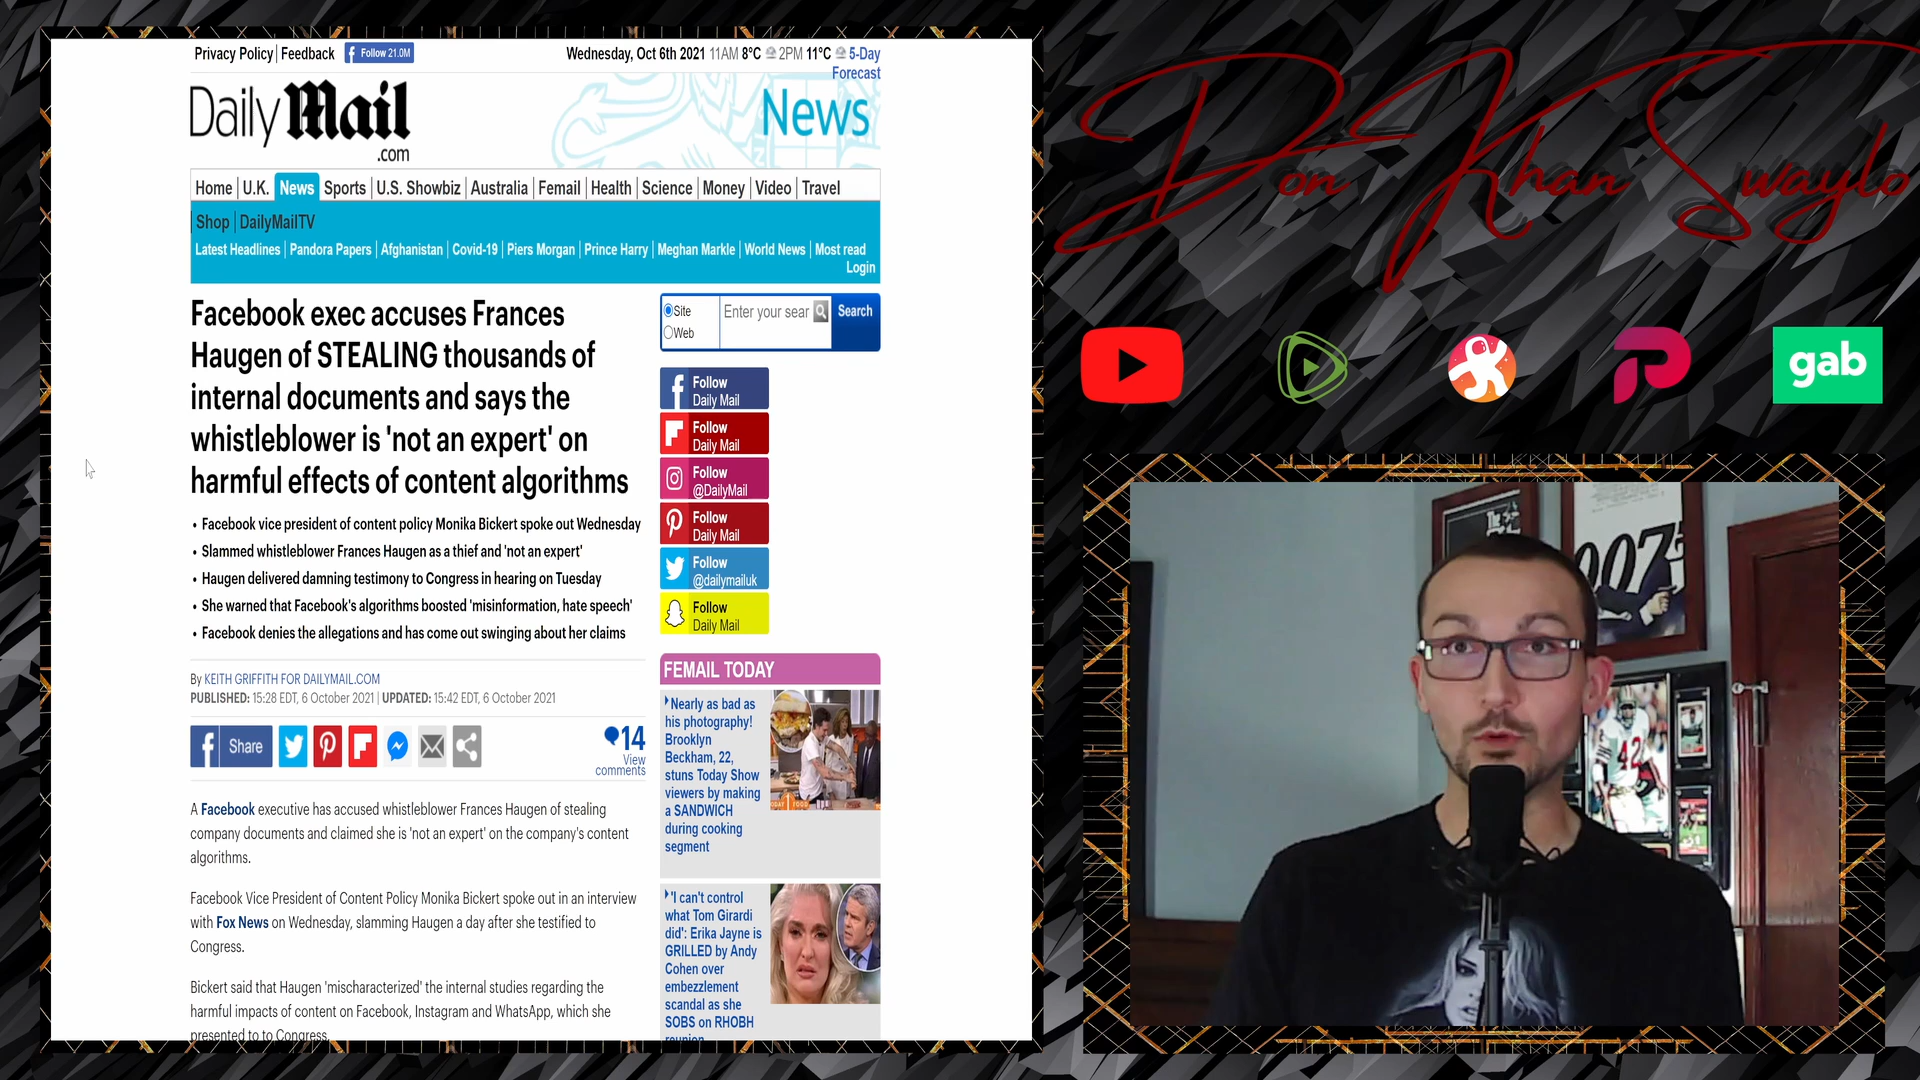 Privacy Policy | Feedback
Follow 21.0M
Wednesday, Oct 6th 2021 11AM 8°C 2PM 11°C 5-Day
Forecast
Daily Mail
.com
News
Home | U.K. News Sports | U.S. Showbiz | Australia | Femail | Health | Science | Money | Video | Travel
Shop | DailyMailTV
Latest Headlines | Pandora Papers | Afghanistan | Covid-19 | Piers Morgan | Prince Harry | Meghan Markle | World News | Most read
Login
Facebook exec accuses Frances
Haugen of STEALING thousands of
internal documents and says the
whistleblower is 'not an expert' on
harmful effects of content algorithms
• Facebook vice president of content policy Monika Bickert spoke out Wednesday
• Slammed whistleblower Frances Haugen as a thief and 'not an expert'
• Haugen delivered damning testimony to Congress in hearing on Tuesday
• She warned that Facebook's algorithms boosted 'misinformation, hate speech'
• Facebook denies the allegations and has come out swinging about her claims
By KEITH GRIFFITH FOR DAILYMAIL.COM
PUBLISHED: 15:28 EDT, 6 October 2021 | UPDATED: 15:42 EDT, 6 October 2021
Share
14
View
comments
A Facebook executive has accused whistleblower Frances Haugen of stealing
company documents and claimed she is 'not an expert' on the company's content
algorithms.
Facebook Vice President of Content Policy Monika Bickert spoke out in an interview
with Fox News on Wednesday, slamming Haugen a day after she testified to
Congress.
Bickert said that Haugen 'mischaracterized' the internal studies regarding the
harmful impacts of content on Facebook, Instagram and WhatsApp, which she
presented to to Congress.
Site
Web
Enter your sear
Search
Follow
Daily Mail
Follow
Daily Mail
Follow
@DailyMail
Follow
Daily Mail
Follow
@dailymailuk
Follow
Daily Mail
FEMAIL TODAY
Nearly as bad as
his photography!
Brooklyn
Beckham, 22,
stuns Today Show
viewers by making
a SANDWICH
during cooking
segment
'I can't control
what Tom Girardi
did': Erika Jayne is
GRILLED by Andy
Cohen over
embezzlement
scandal as she
SOBS on RHOBH
reunion
Don Khan Swaylo
gab
007
42